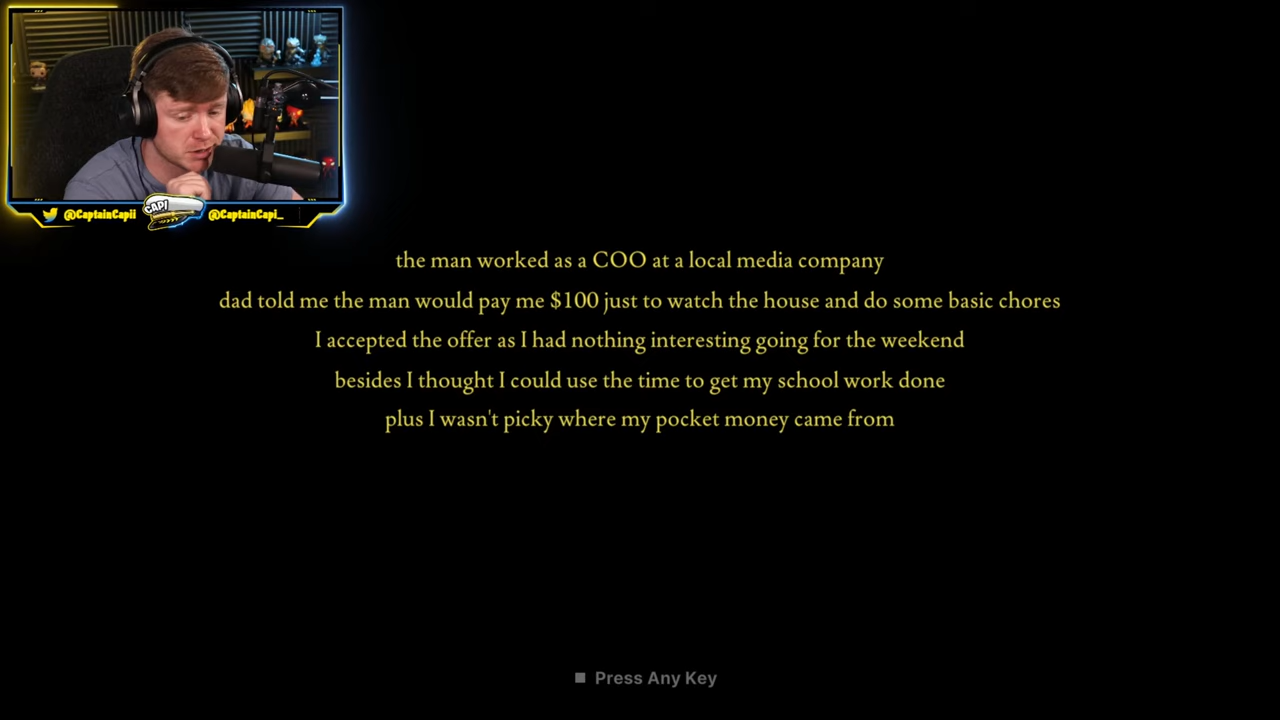 CAPI
@CaptainCapii
@CaptainCapi_
the man worked as a COO at a local media company
dad told me the man would pay me $100 just to watch the house and do some basic chores
I accepted the offer as I had nothing interesting going for the weekend
besides I thought I could use the time to get my school work done
plus I wasn't picky where my pocket money came from
Press Any Key